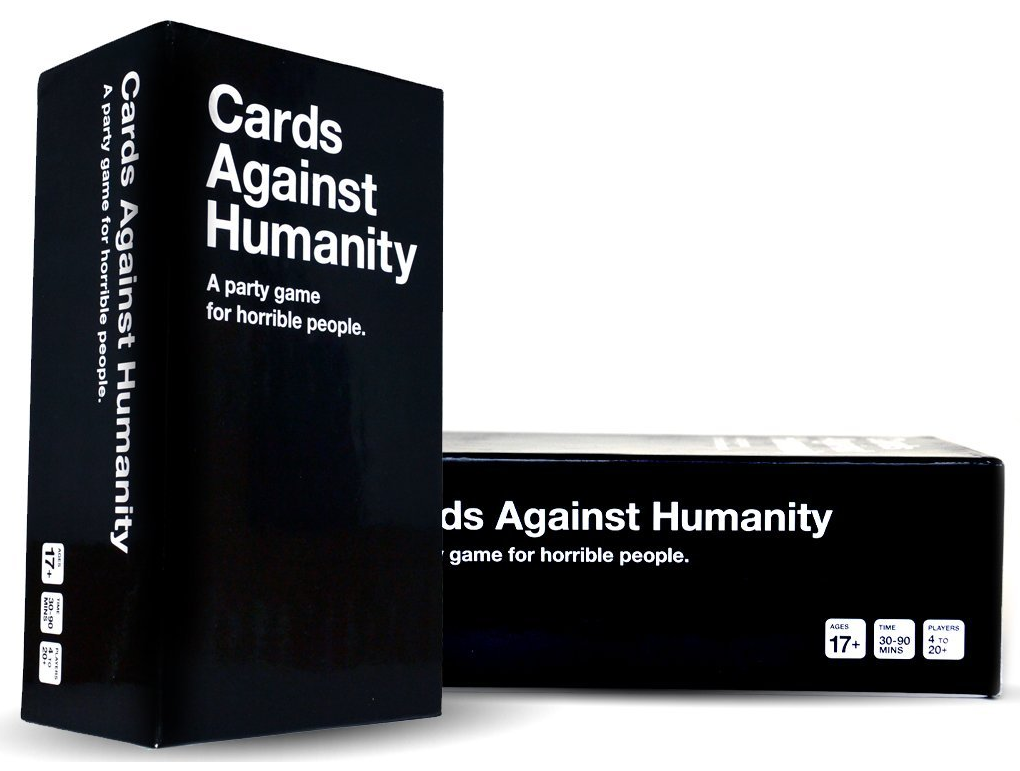 Cards
Against
Humanity
A party game
for horrible people.
Cards Against Humanity
A party game for horrible people.
AGES
17+
TIME
30-90
MINS
PLAYERS
4 TO
20+
ds Against Humanity
game for horrible people.
AGES
17+
TIME
30-90
MINS
PLAYERS
4 TO
20+